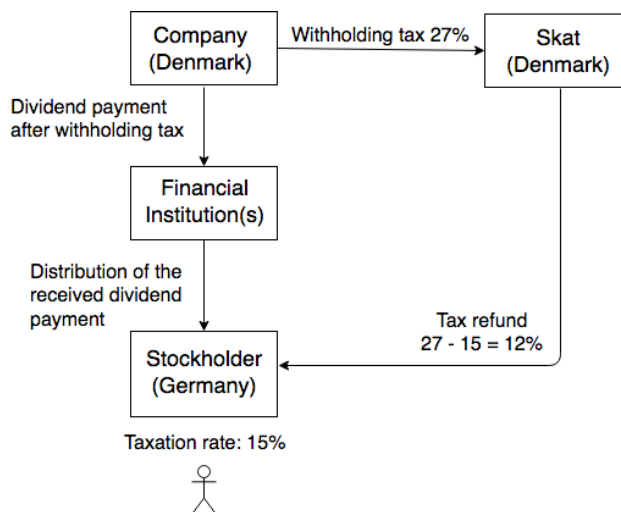 Company
(Denmark)
Withholding tax 27%
Skat
(Denmark)
Dividend payment
after withholding tax
Financial
Institution(s)
Distribution of the
received dividend
payment
Tax refund
27 - 15 = 12%
Stockholder
(Germany)
Taxation rate: 15%